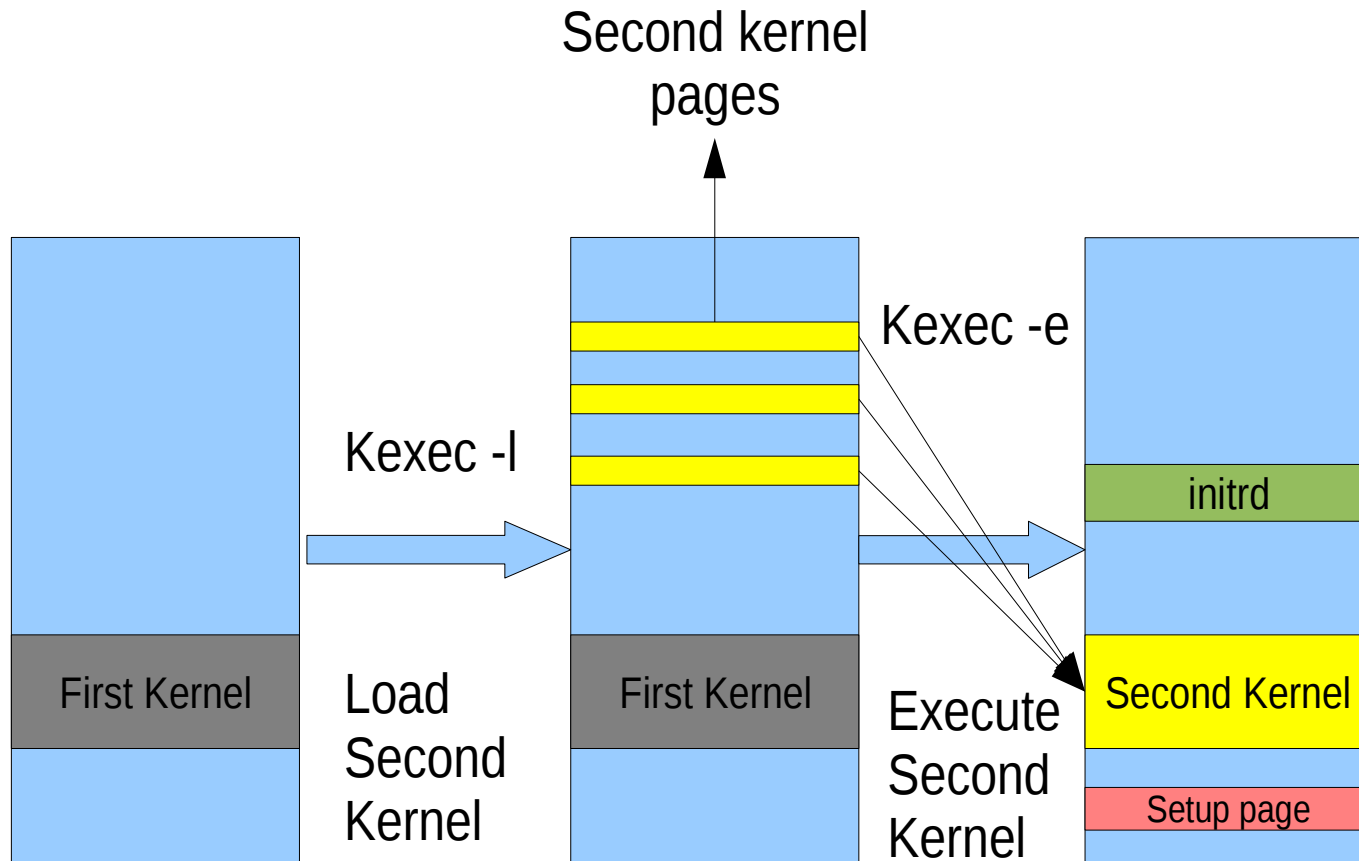 Second kernel
pages
Kexec -e
Kexec -l
initrd
First Kernel
Load
Second
Kernel
First Kernel
Execute
Second
Kernel
Second Kernel
Setup page